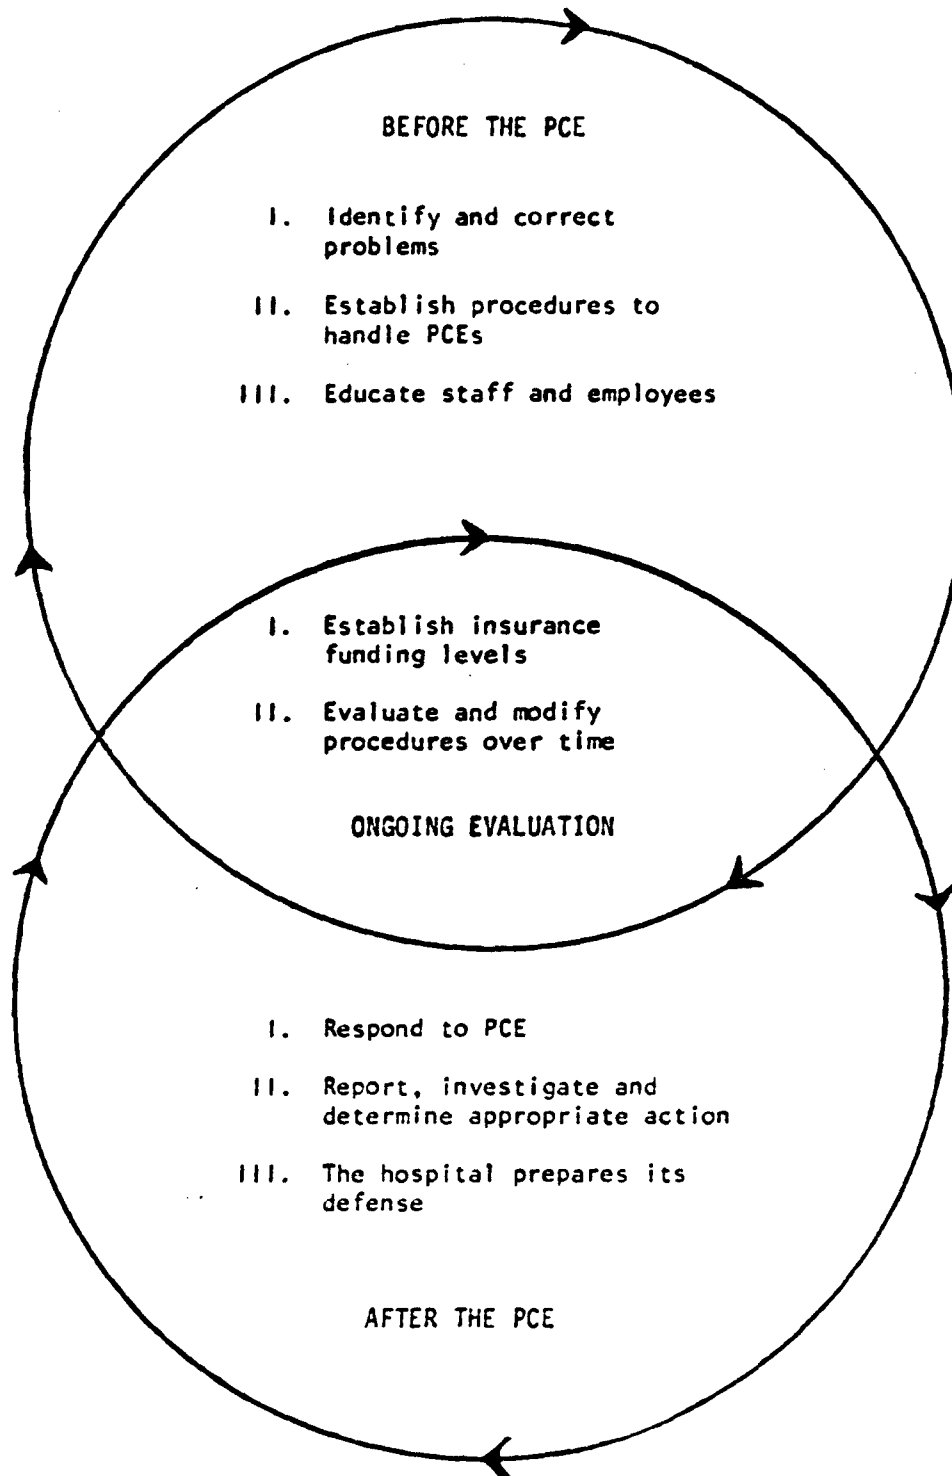 BEFORE THE PCE
I. Identify and correct
problems
II. Establish procedures to
handle PCEs
III. Educate staff and employees
I. Establish insurance
funding levels
II. Evaluate and modify
procedures over time
ONGOING EVALUATION
I. Respond to PCE
II. Report, investigate and
determine appropriate action
III. The hospital prepares its
defense
AFTER THE PCE